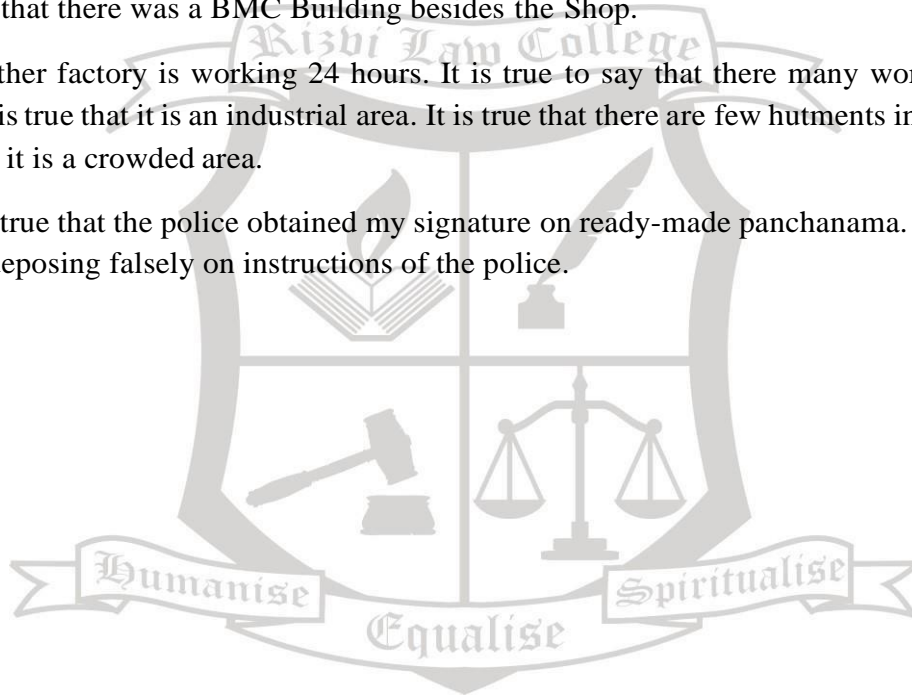 that there was a BMC Building besides the Shop.
Rizvi Law College
ther factory is working 24 hours. It is true to say that there many wor
is true that it is an industrial area. It is true that there are few hutments in
it is a crowded area.
true that the police obtained my signature on ready-made panchanama.
deposing falsely on instructions of the police.
Humanise
Equalise
Spiritualise